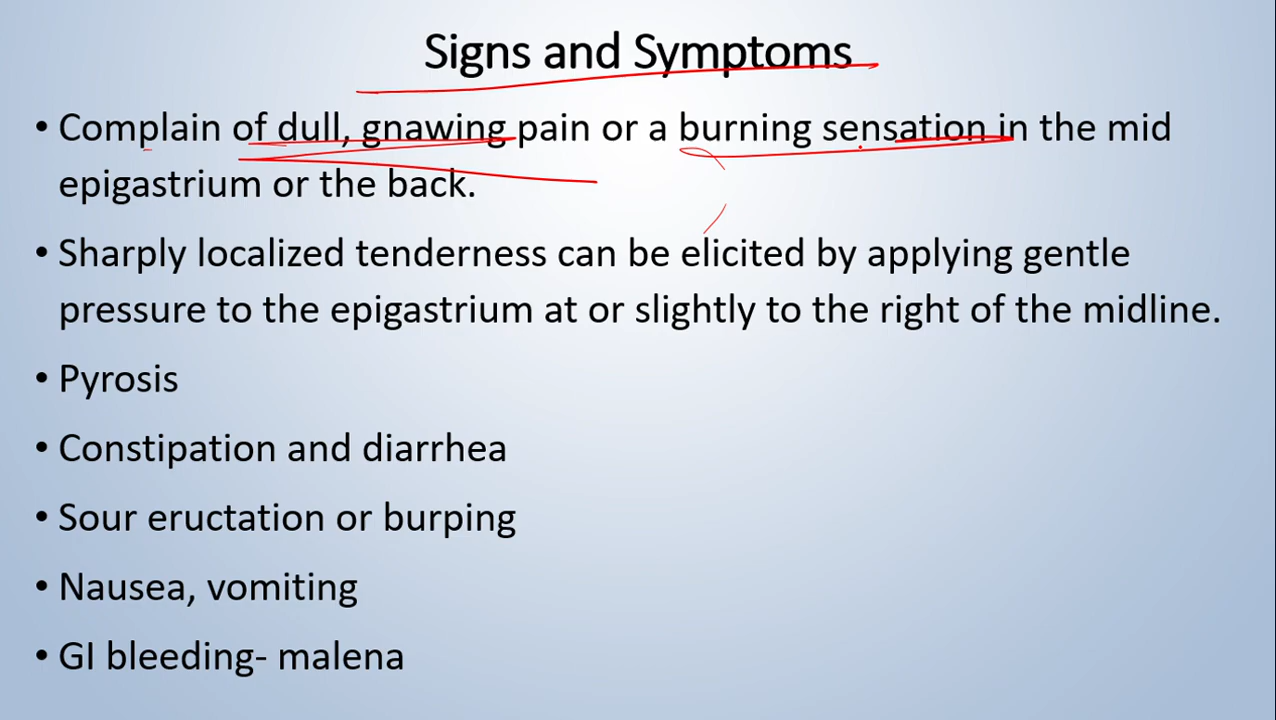 Signs and Symptoms
• Complain of dull, gnawing pain or a burning sensation in the mid
epigastrium or the back.
• Sharply localized tenderness can be elicited by applying gentle
pressure to the epigastrium at or slightly to the right of the midline.
• Pyrosis
• Constipation and diarrhea
• Sour eructation or burping
• Nausea, vomiting
• GI bleeding- malena